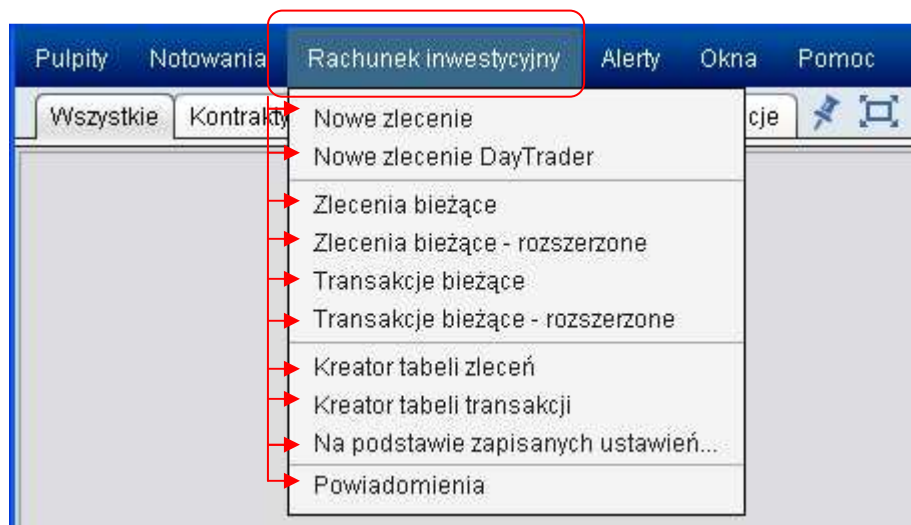 Pulpity Notowania Rachunek inwestycyjny Alerty Okna Pomoc
Wszystkie Kontrakty cje
Nowe zlecenie
Nowe zlecenie DayTrader
Zlecenia bieżące
Zlecenia bieżące - rozszerzone
Transakcje bieżące
Transakcje bieżące - rozszerzone
Kreator tabeli zleceń
Kreator tabeli transakcji
Na podstawie zapisanych ustawień...
Powiadomienia